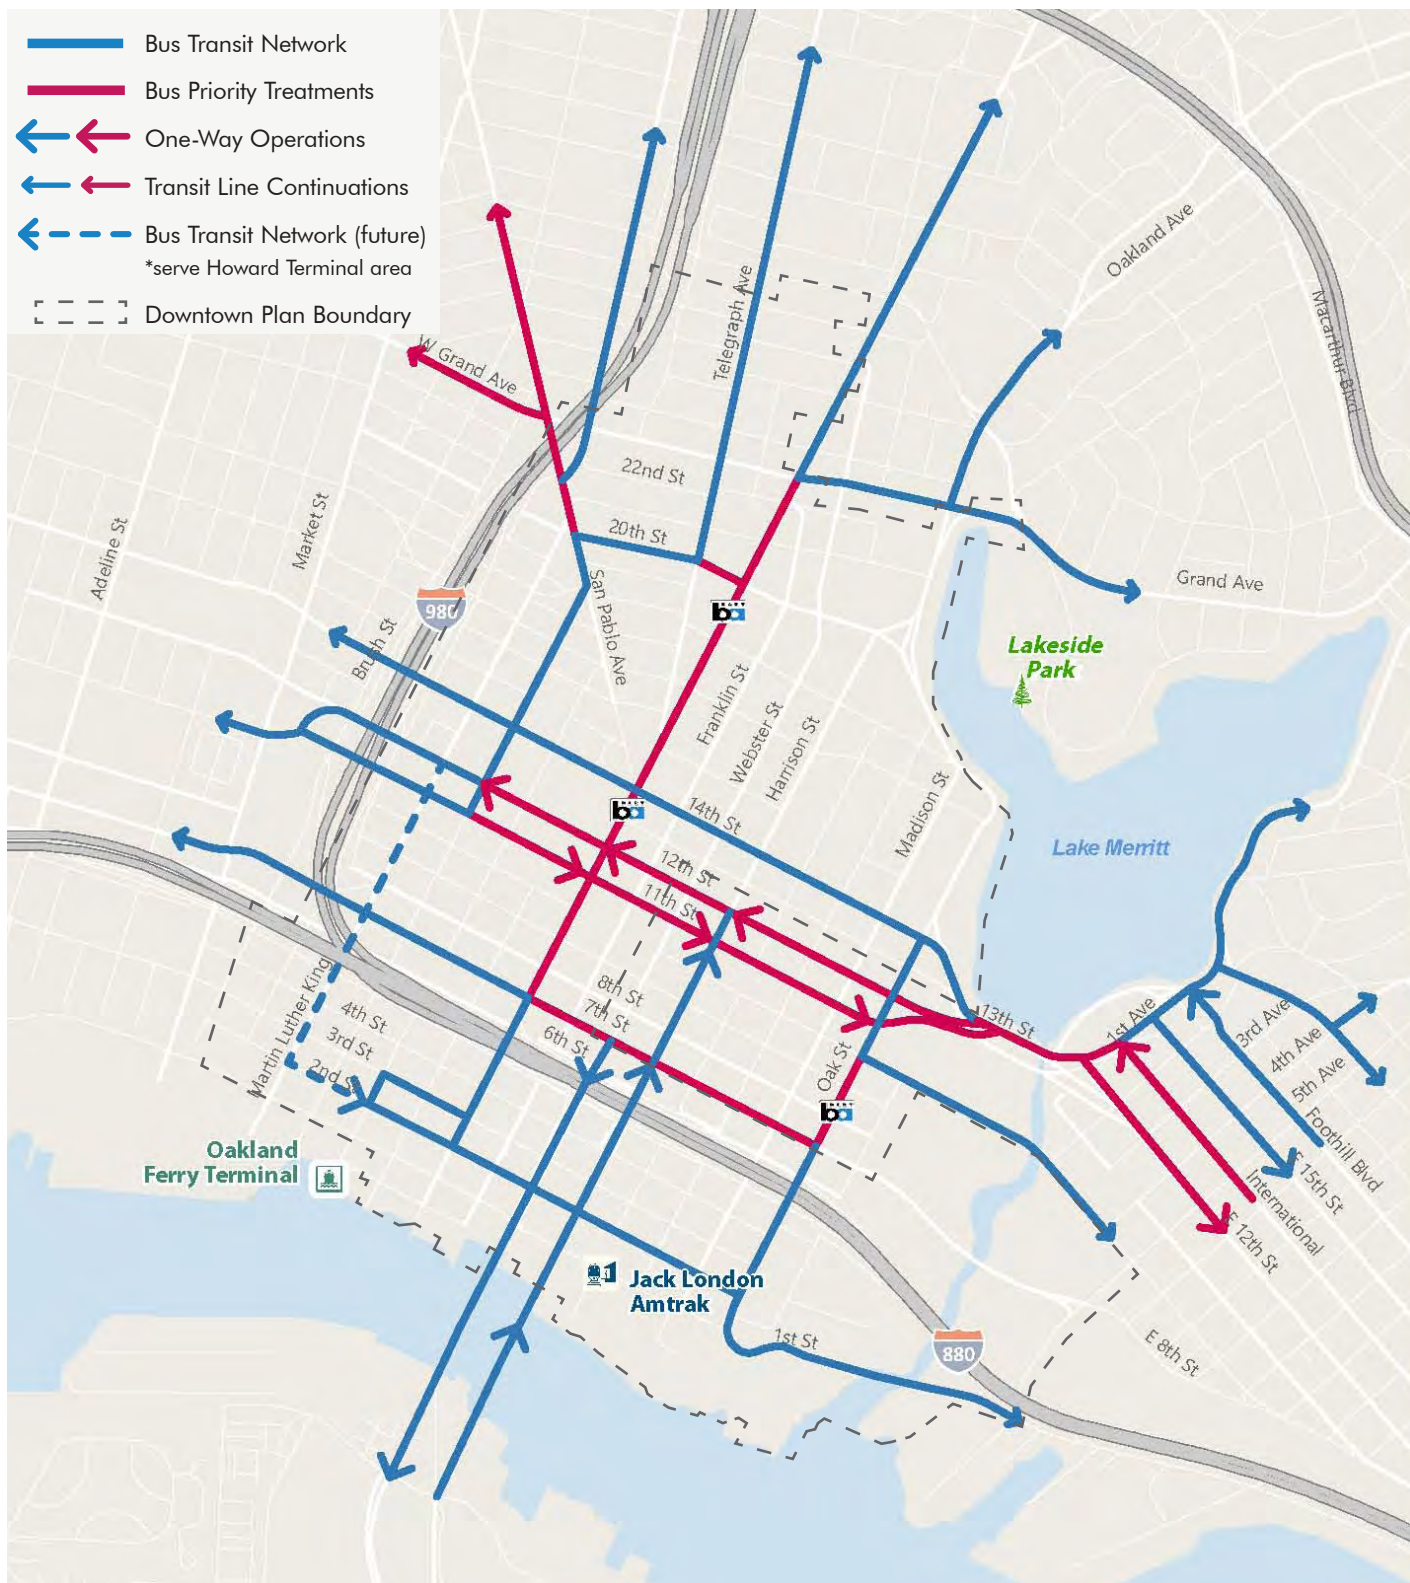 Bus Transit Network
Bus Priority Treatments
One-Way Operations
Transit Line Continuations
Bus Transit Network (future)
*serve Howard Terminal area
Downtown Plan Boundary
W Grand Ave
Telegraph Ave
Oakland Ave
Macarthur Blvd
22nd St
20th St
Adeline St
Market St
Brush St
980
San Pablo Ave
Grand Ave
Lakeside
Park
Franklin St
Webster St
Harrison St
Madison St
14th St
12th St
11th St
Lake Merritt
8th St
7th St
6th St
4th St
3rd St
2nd St
Martin Luther King
13th St
Oak St
1st Ave
3rd Ave
4th Ave
5th Ave
Foothill Blvd
E 15th St
International
E 12th St
Oakland
Ferry Terminal
Jack London
Amtrak
1st St
880
E 8th St